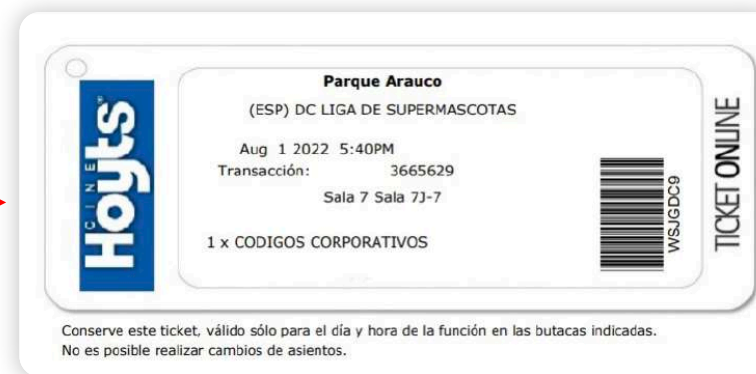 CINE
Hoyts
Parque Arauco
(ESP) DC LIGA DE SUPERMASCOTAS
Aug 1 2022 5:40PM
Transacción: 3665629
Sala 7 Sala 7J-7
1 x CODIGOS CORPORATIVOS
WSJGDC9
TICKET ONLINE
Conserve este ticket, válido sólo para el día y hora de la función en las butacas indicadas.
No es posible realizar cambios de asientos.